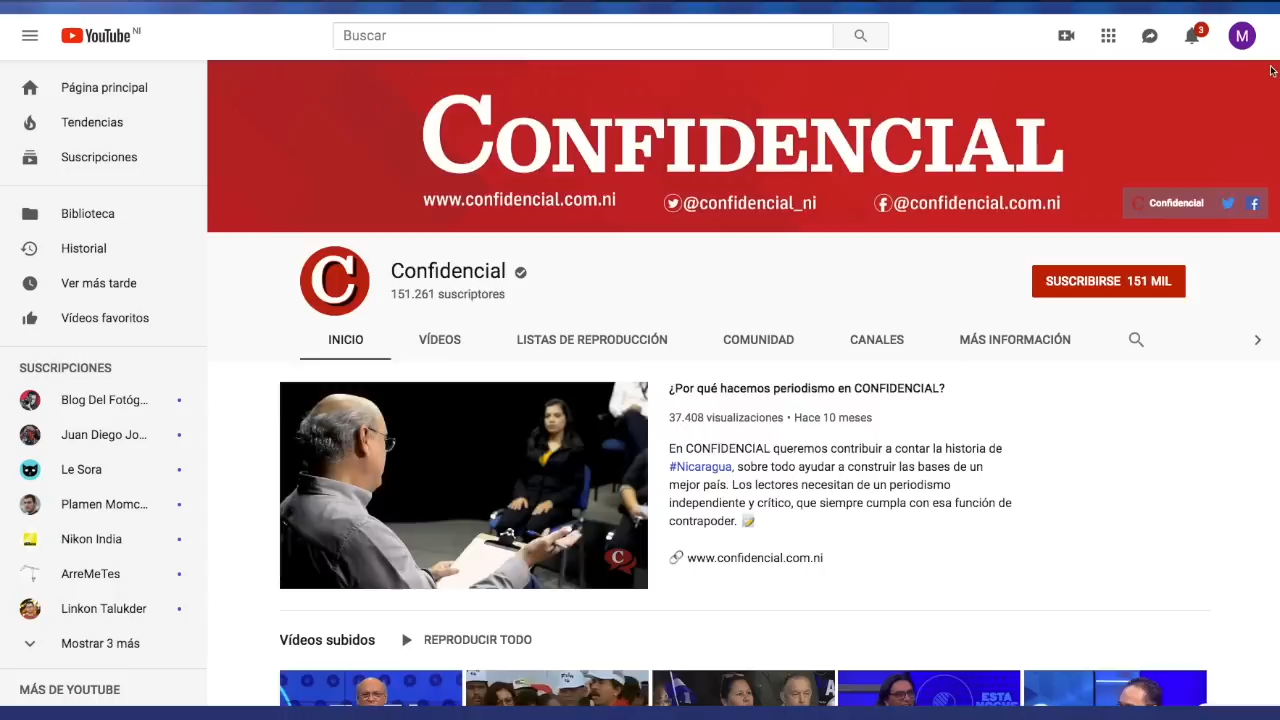 YouTube NI
Buscar
3
M
Página principal
Tendencias
Suscripciones
Biblioteca
Historial
Ver más tarde
Vídeos favoritos
SUSCRIPCIONES
Blog Del Fotóg...
Juan Diego Jo...
Le Sora
Plamen Momc...
Nikon India
ArreMeTes
Linkon Talukder
Mostrar 3 más
MÁS DE YOUTUBE
CONFIDENCIAL
www.confidencial.com.ni
@confidencial_ni
@confidencial.com.ni
Confidencial
C
Confidencial
151.261 suscriptores
SUSCRIBIRSE 151 MIL
INICIO
VÍDEOS
LISTAS DE REPRODUCCIÓN
COMUNIDAD
CANALES
MÁS INFORMACIÓN
C
¿Por qué hacemos periodismo en CONFIDENCIAL?
37.408 visualizaciones • Hace 10 meses
En CONFIDENCIAL queremos contribuir a contar la historia de
#Nicaragua, sobre todo ayudar a construir las bases de un
mejor país. Los lectores necesitan de un periodismo
independiente y crítico, que siempre cumpla con esa función de
contrapoder.
www.confidencial.com.ni
Vídeos subidos
REPRODUCIR TODO
ESTA
NOCHE